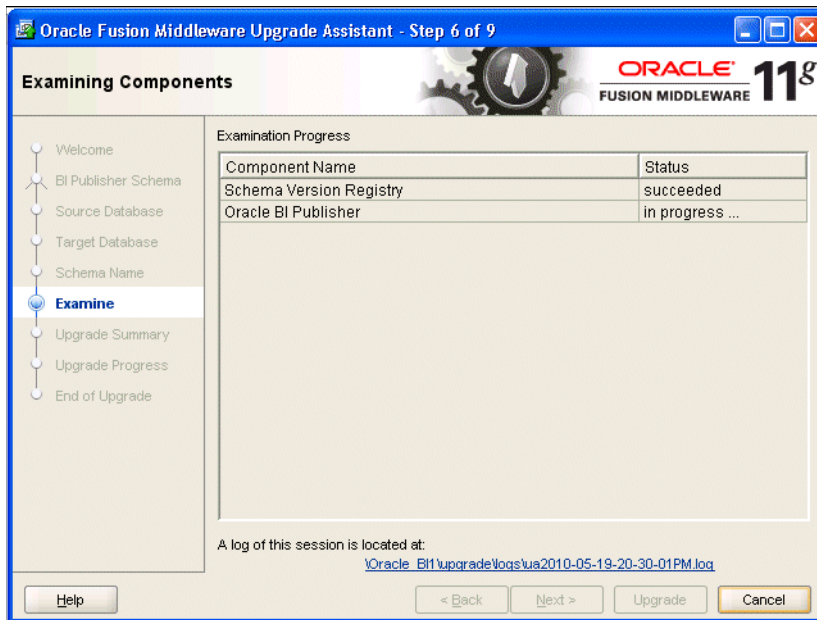 Oracle Fusion Middleware Upgrade Assistant - Step 6 of 9
Examining Components
ORACLE
FUSION MIDDLEWARE 11g
Welcome
BI Publisher Schema
Source Database
Target Database
Schema Name
Examine
Upgrade Summary
Upgrade Progress
End of Upgrade
Examination Progress
Component Name Status
Schema Version Registry succeeded
Oracle BI Publisher in progress ...
A log of this session is located at:
\Oracle_BI1\upgrade\logs\ua2010-05-19-20-30-01PM.log
Help < Back Next > Upgrade Cancel